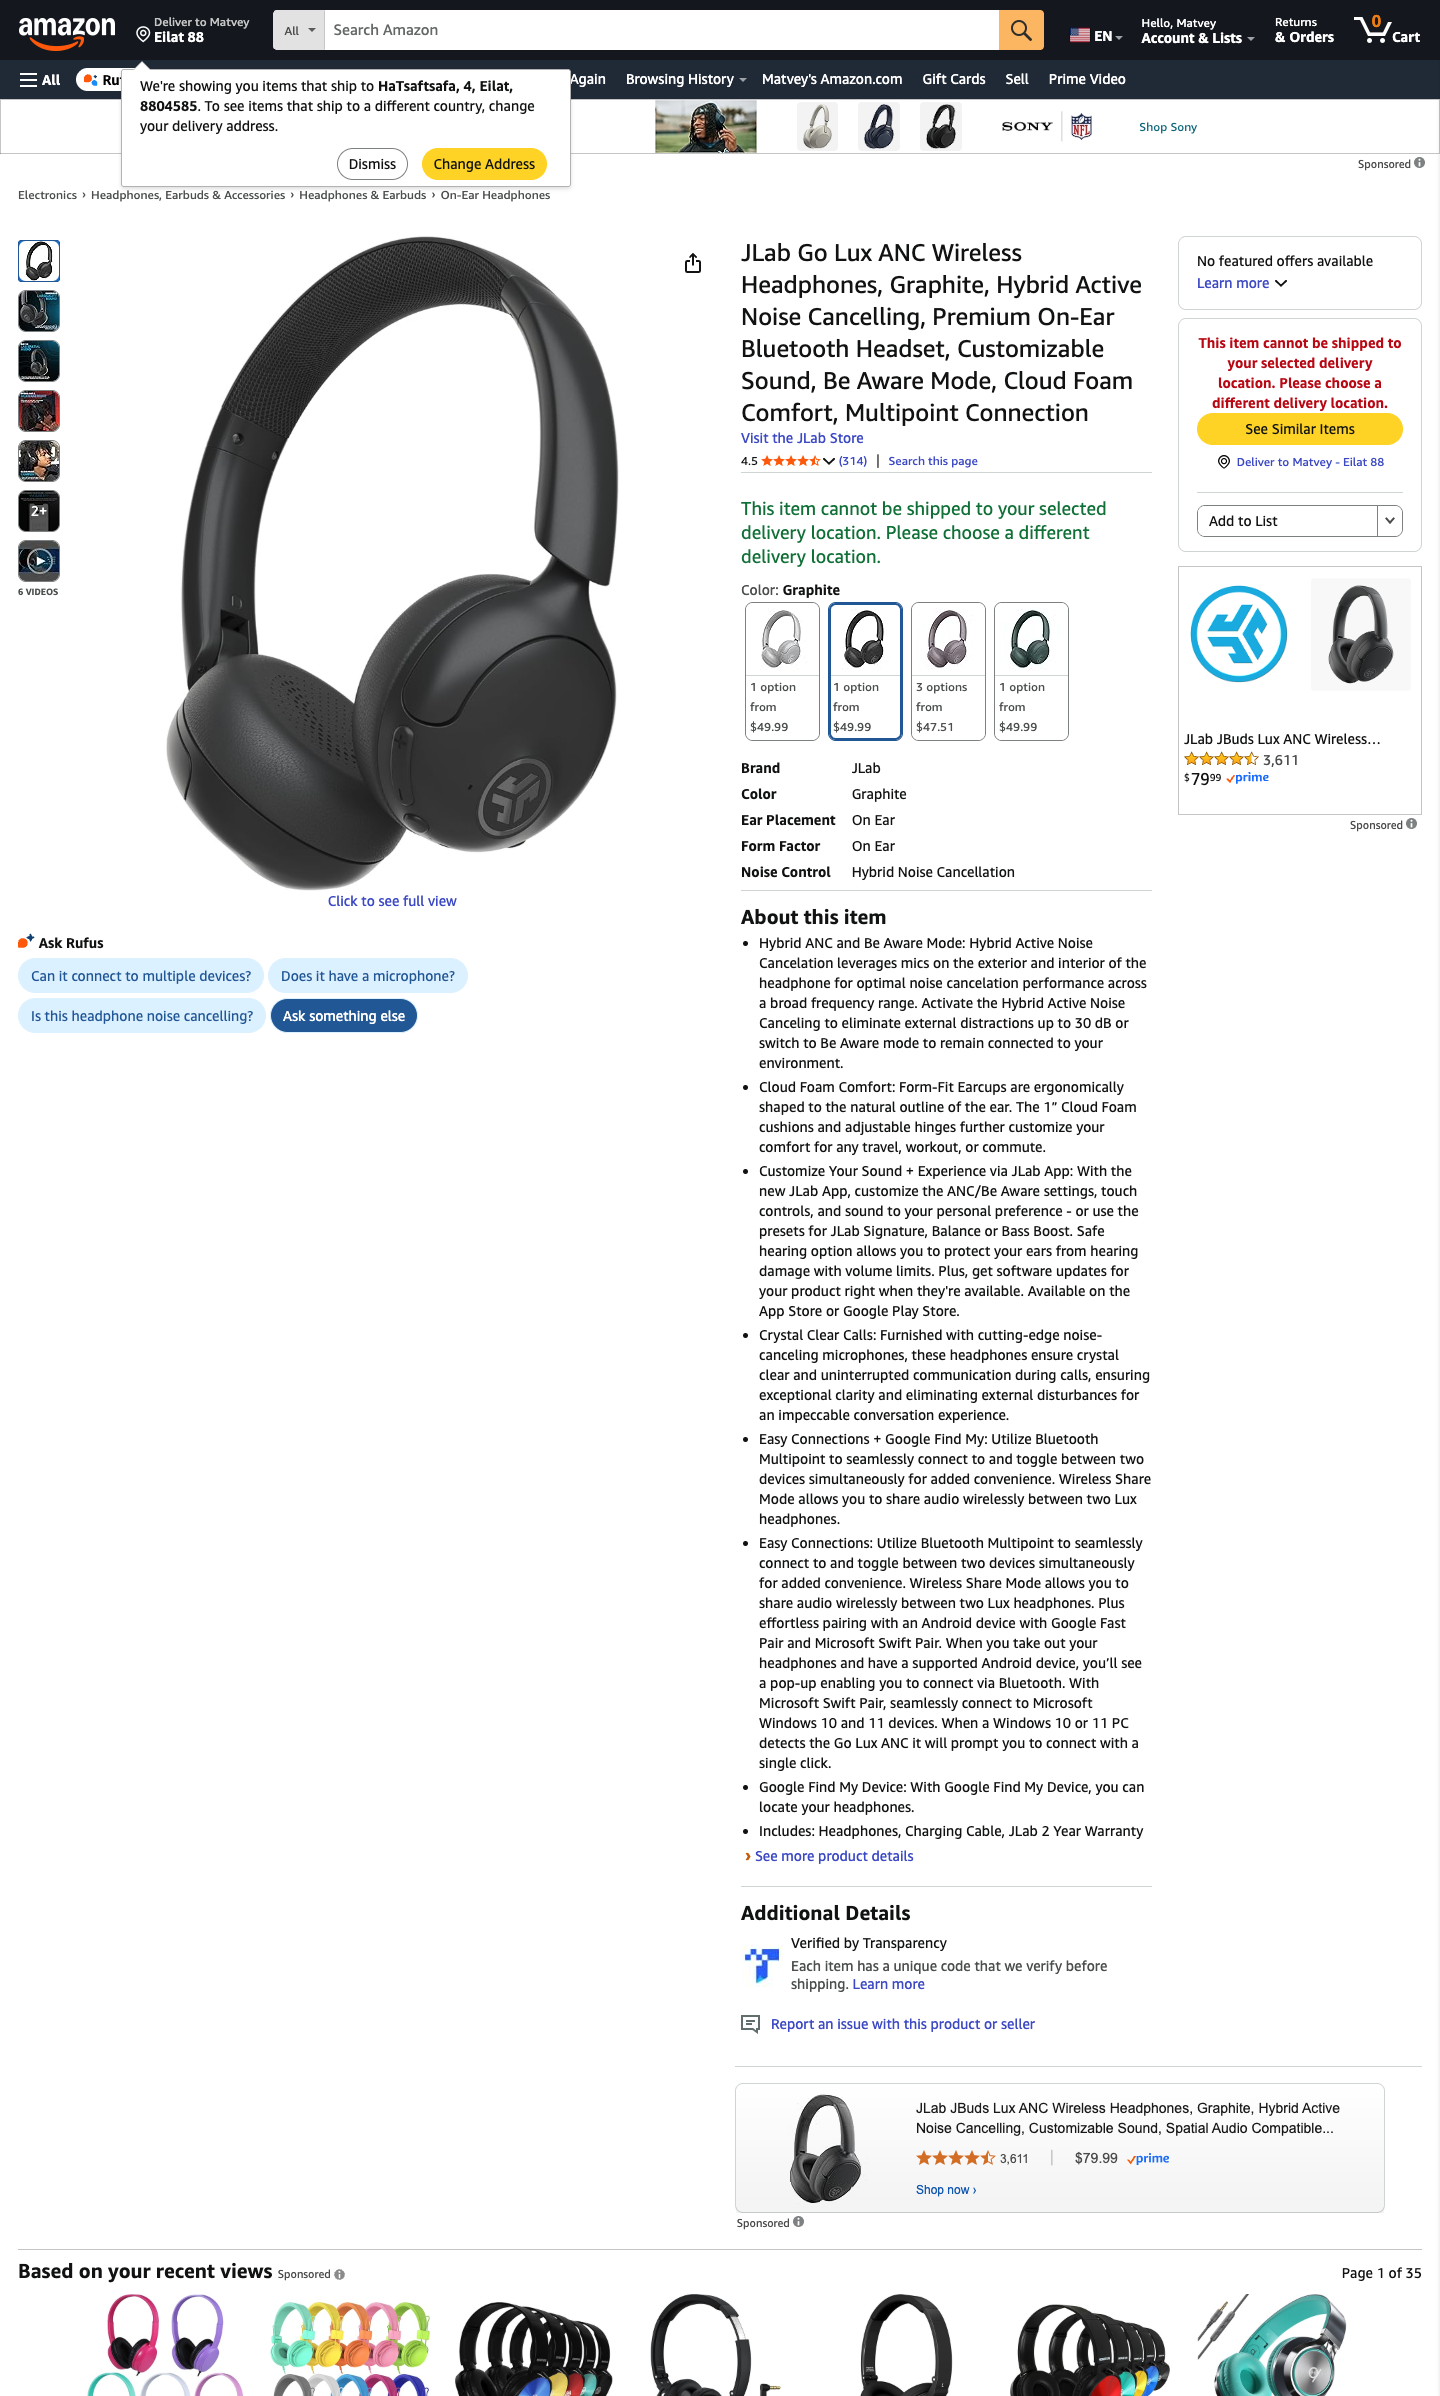 amazon
Deliver to Matvey
Eilat 88
All
Search Amazon
EN
Hello, Matvey
Account & Lists
Returns
& Orders
0
Cart
All
Ru
Again
Browsing History
Matvey's Amazon.com
Gift Cards
Sell
Prime Video
We're showing you items that ship to HaTsaftsafa, 4, Eilat,
8804585. To see items that ship to a different country, change
your delivery address.
Dismiss
Change Address
SONY
NFL
Shop Sony
Sponsored
Electronics › Headphones, Earbuds & Accessories › Headphones & Earbuds › On-Ear Headphones
2+
6 VIDEOS
Click to see full view
Ask Rufus
Can it connect to multiple devices?
Does it have a microphone?
Is this headphone noise cancelling?
Ask something else
JLab Go Lux ANC Wireless
Headphones, Graphite, Hybrid Active
Noise Cancelling, Premium On-Ear
Bluetooth Headset, Customizable
Sound, Be Aware Mode, Cloud Foam
Comfort, Multipoint Connection
Visit the JLab Store
4.5 (314) | Search this page
This item cannot be shipped to your selected
delivery location. Please choose a different
delivery location.
Color: Graphite
1 option
from
$49.99
1 option
from
$49.99
3 options
from
$47.51
1 option
from
$49.99
Brand JLab
Color Graphite
Ear Placement On Ear
Form Factor On Ear
Noise Control Hybrid Noise Cancellation
About this item
• Hybrid ANC and Be Aware Mode: Hybrid Active Noise
Cancelation leverages mics on the exterior and interior of the
headphone for optimal noise cancelation performance across
a broad frequency range. Activate the Hybrid Active Noise
Canceling to eliminate external distractions up to 30 dB or
switch to Be Aware mode to remain connected to your
environment.
• Cloud Foam Comfort: Form-Fit Earcups are ergonomically
shaped to the natural outline of the ear. The 1” Cloud Foam
cushions and adjustable hinges further customize your
comfort for any travel, workout, or commute.
• Customize Your Sound + Experience via JLab App: With the
new JLab App, customize the ANC/Be Aware settings, touch
controls, and sound to your personal preference - or use the
presets for JLab Signature, Balance or Bass Boost. Safe
hearing option allows you to protect your ears from hearing
damage with volume limits. Plus, get software updates for
your product right when they're available. Available on the
App Store or Google Play Store.
• Crystal Clear Calls: Furnished with cutting-edge noise-
canceling microphones, these headphones ensure crystal
clear and uninterrupted communication during calls, ensuring
exceptional clarity and eliminating external disturbances for
an impeccable conversation experience.
• Easy Connections + Google Find My: Utilize Bluetooth
Multipoint to seamlessly connect to and toggle between two
devices simultaneously for added convenience. Wireless Share
Mode allows you to share audio wirelessly between two Lux
headphones.
• Easy Connections: Utilize Bluetooth Multipoint to seamlessly
connect to and toggle between two devices simultaneously
for added convenience. Wireless Share Mode allows you to
share audio wirelessly between two Lux headphones. Plus
effortless pairing with an Android device with Google Fast
Pair and Microsoft Swift Pair. When you take out your
headphones and have a supported Android device, you’ll see
a pop-up enabling you to connect via Bluetooth. With
Microsoft Swift Pair, seamlessly connect to Microsoft
Windows 10 and 11 devices. When a Windows 10 or 11 PC
detects the Go Lux ANC it will prompt you to connect with a
single click.
• Google Find My Device: With Google Find My Device, you can
locate your headphones.
• Includes: Headphones, Charging Cable, JLab 2 Year Warranty
› See more product details
Additional Details
Verified by Transparency
Each item has a unique code that we verify before
shipping. Learn more
Report an issue with this product or seller
No featured offers available
Learn more
This item cannot be shipped to
your selected delivery
location. Please choose a
different delivery location.
See Similar Items
Deliver to Matvey - Eilat 88
Add to List
JLab JBuds Lux ANC Wireless…
3,611
$79 99 prime
Sponsored
JLab JBuds Lux ANC Wireless Headphones, Graphite, Hybrid Active
Noise Cancelling, Customizable Sound, Spatial Audio Compatible...
3,611 | $79.99 prime
Shop now ›
Sponsored
Based on your recent views Sponsored
Page 1 of 35